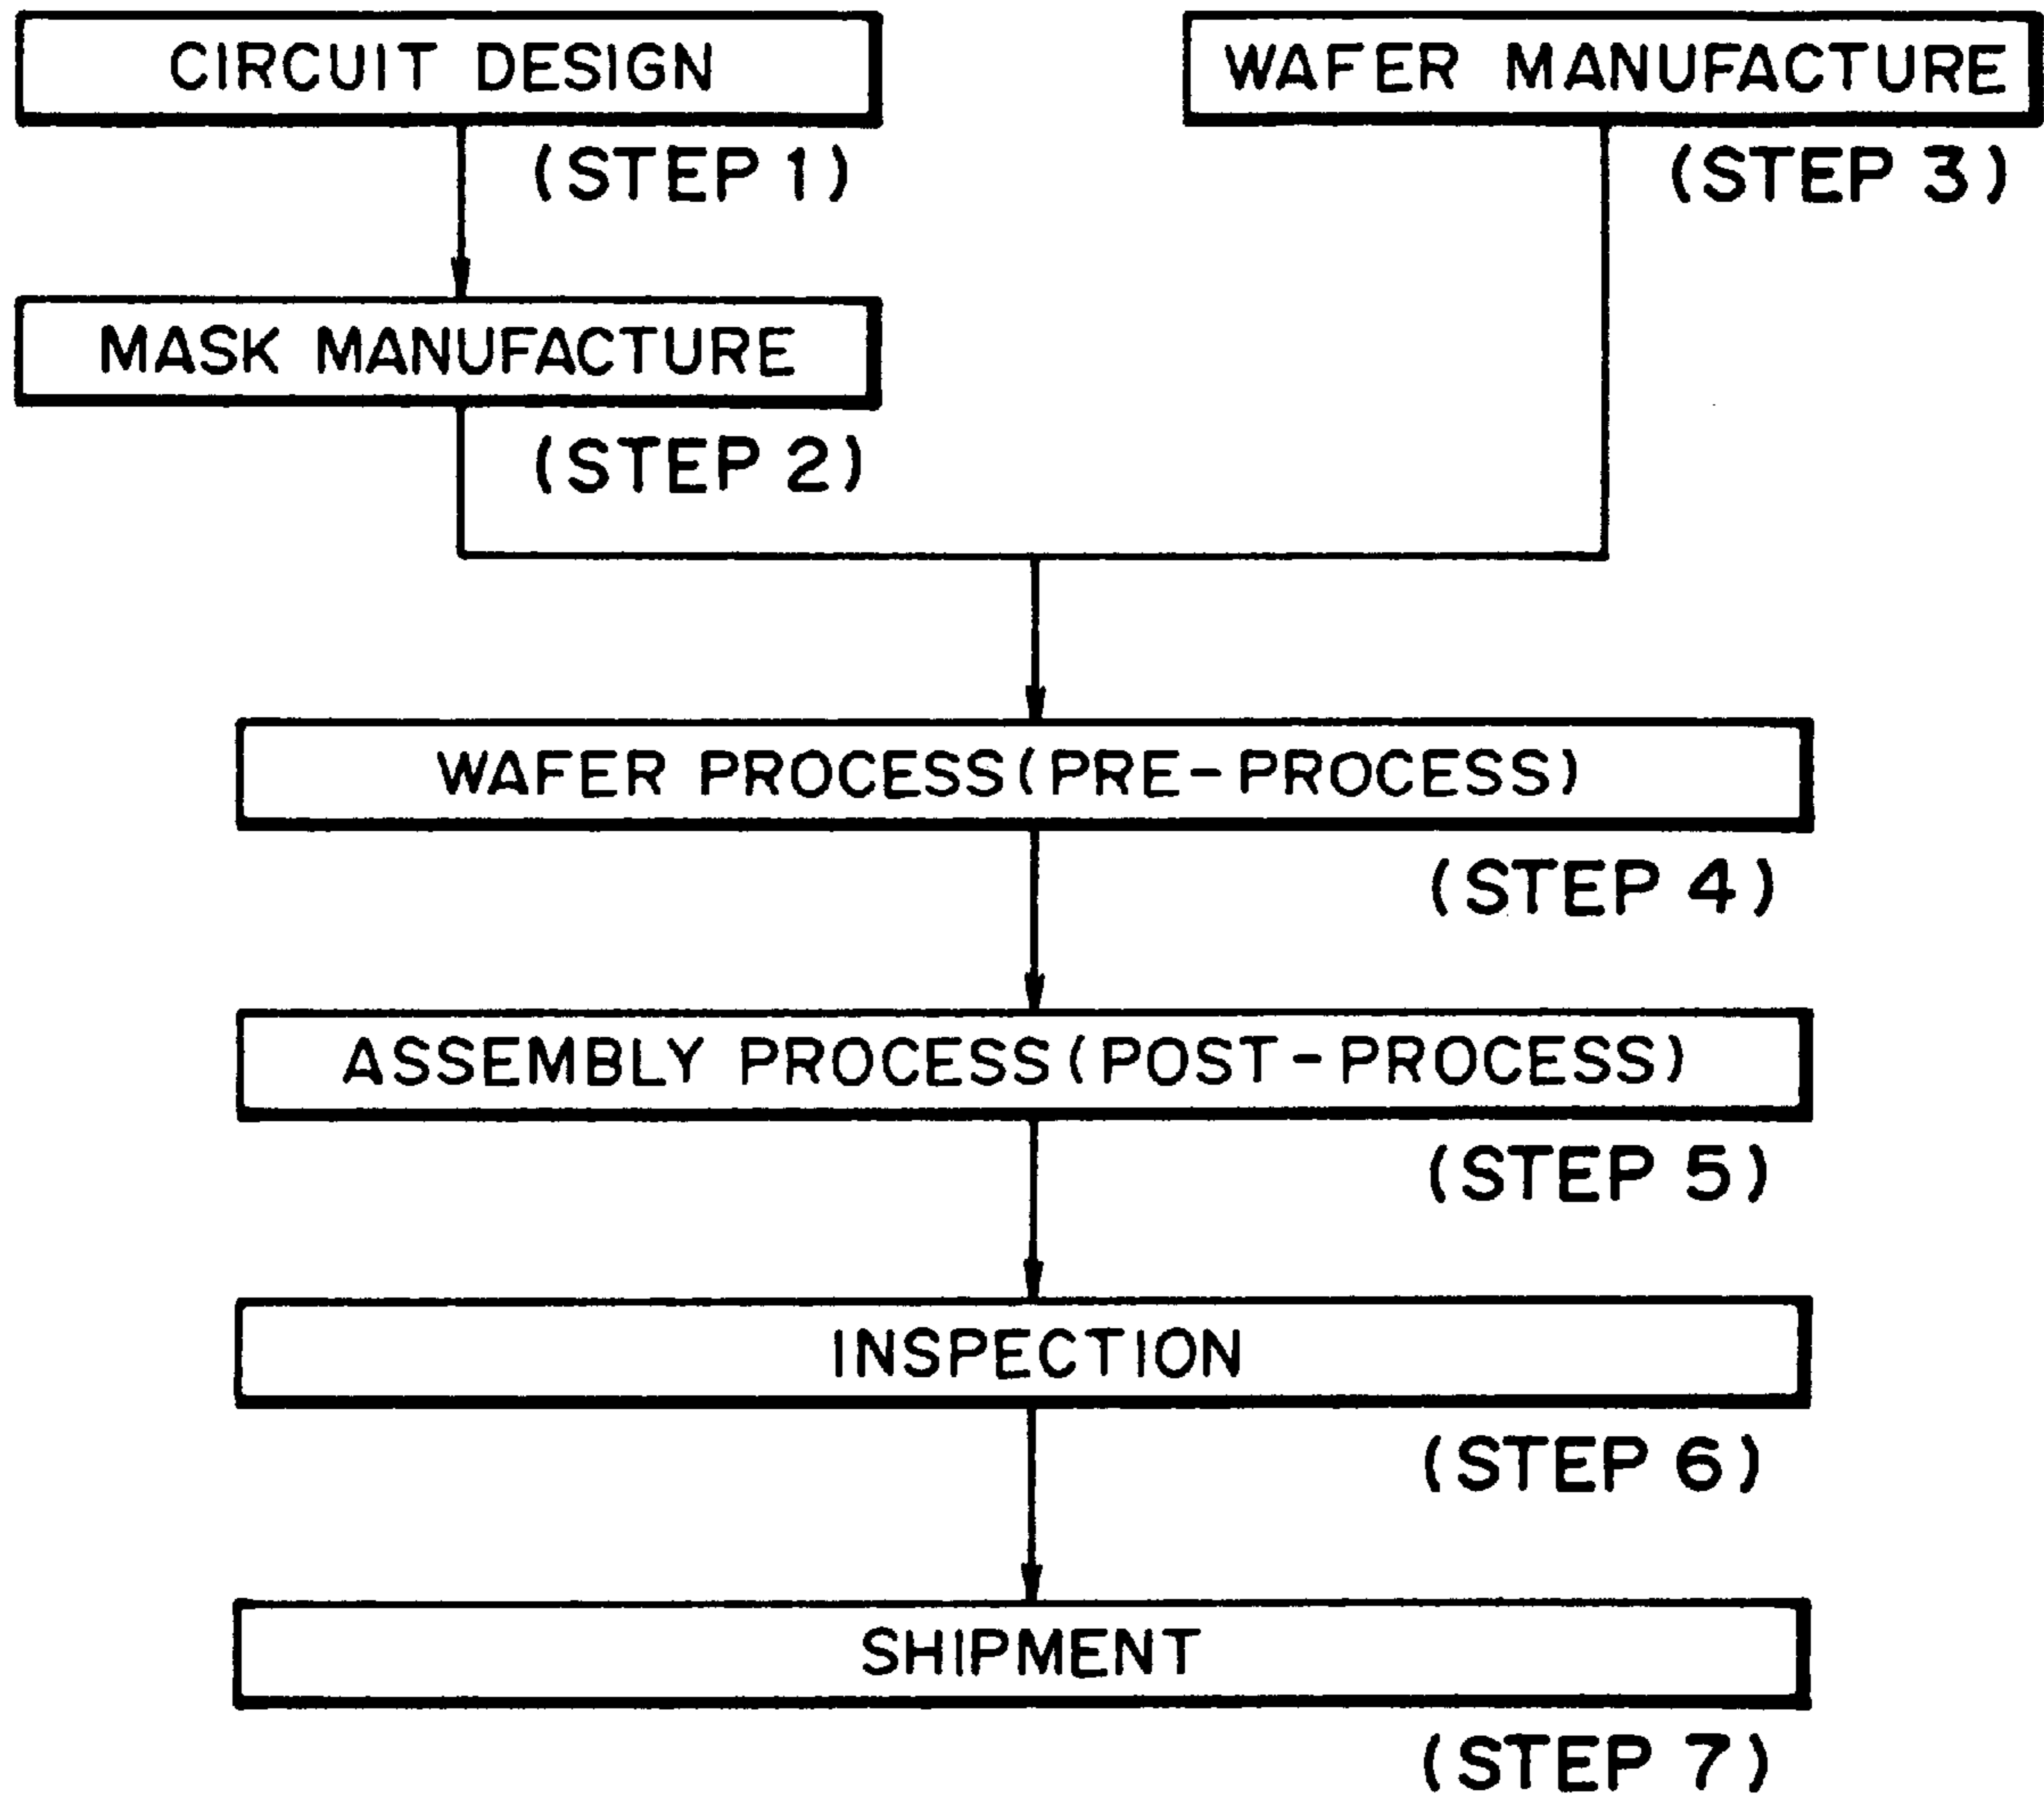 CIRCUIT DESIGN
(STEP 1)
MASK MANUFACTURE
(STEP 2)
WAFER MANUFACTURE
(STEP 3)
WAFER PROCESS(PRE-PROCESS)
(STEP 4)
ASSEMBLY PROCESS(POST-PROCESS)
(STEP 5)
INSPECTION
(STEP 6)
SHIPMENT
(STEP 7)